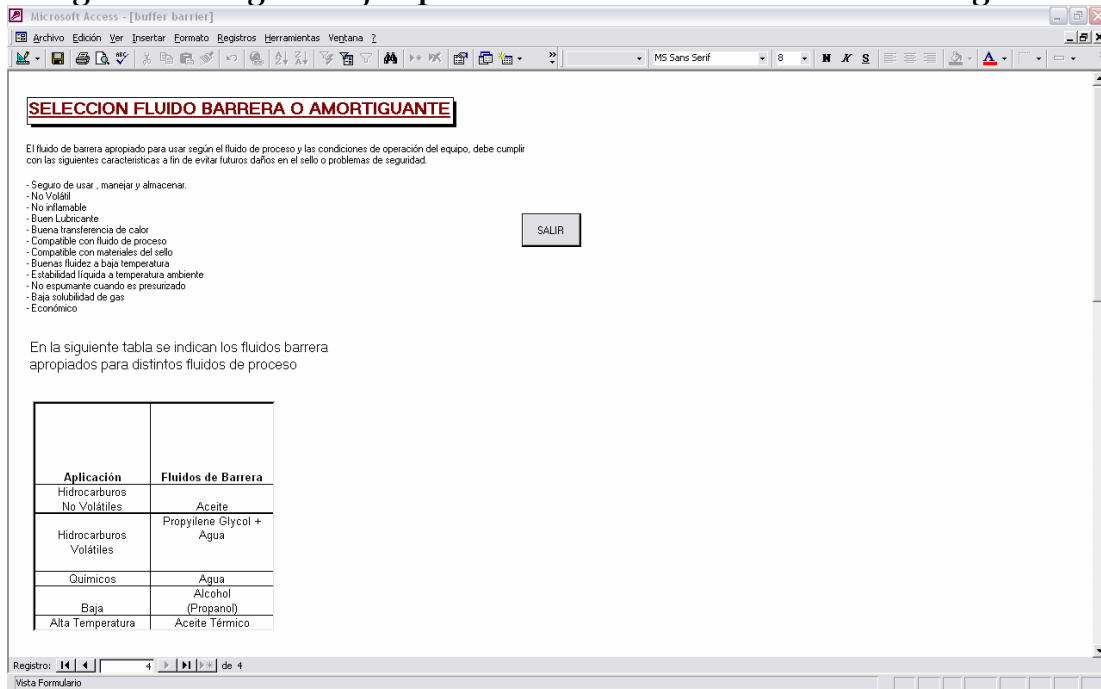 Microsoft Access - [buffer barrier]
Archivo Edición Ver Insertar Formato Registros Herramientas Ventana ?
MS Sans Serif 8 N K S
SELECCION FLUIDO BARRERA O AMORTIGUANTE
El fluido de barrera apropiado para usar según el fluido de proceso y las condiciones de operación del equipo, debe cumplir
con las siguientes caracteristicas a fin de evitar futuros daños en el sello o problemas de seguridad.
- Seguro de usar , manejar y almacenar.
- No Volátil
- No inflamable
- Buen Lubricante
- Buena transferencia de calor
- Compatible con fluido de proceso
- Compatible con materiales del sello
- Buenas fluidez a baja temperatura
- Estabilidad líquida a temperatura ambiente
- No espumante cuando es presurizado
- Baja solubilidad de gas
- Económico
SALIR
En la siguiente tabla se indican los fluidos barrera
apropiados para distintos fluidos de proceso
Aplicación Fluidos de Barrera
Hidrocarburos
No Volátiles Aceite
Propyilene Glycol +
Hidrocarburos Agua
Volátiles
Químicos Agua
Alcohol
Baja (Propanol)
Alta Temperatura Aceite Térmico
Registro: 4 de 4
Vista Formulario